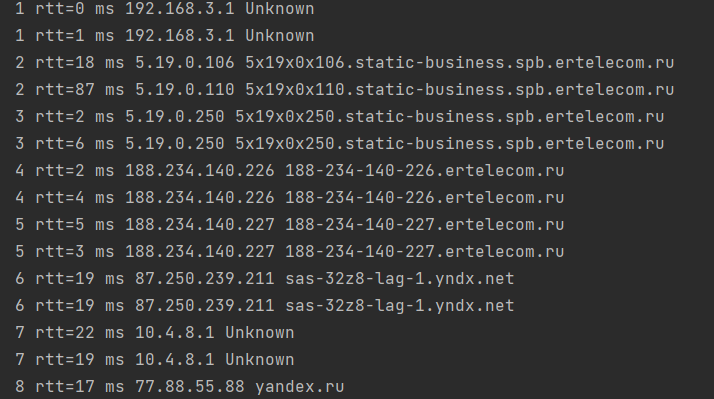 1 rtt=0 ms 192.168.3.1 Unknown
1 rtt=1 ms 192.168.3.1 Unknown
2 rtt=18 ms 5.19.0.106 5x19x0x106.static-business.spb.ertelecom.ru
2 rtt=87 ms 5.19.0.110 5x19x0x110.static-business.spb.ertelecom.ru
3 rtt=2 ms 5.19.0.250 5x19x0x250.static-business.spb.ertelecom.ru
3 rtt=6 ms 5.19.0.250 5x19x0x250.static-business.spb.ertelecom.ru
4 rtt=2 ms 188.234.140.226 188-234-140-226.ertelecom.ru
4 rtt=4 ms 188.234.140.226 188-234-140-226.ertelecom.ru
5 rtt=5 ms 188.234.140.227 188-234-140-227.ertelecom.ru
5 rtt=3 ms 188.234.140.227 188-234-140-227.ertelecom.ru
6 rtt=19 ms 87.250.239.211 sas-32z8-lag-1.yndx.net
6 rtt=19 ms 87.250.239.211 sas-32z8-lag-1.yndx.net
7 rtt=22 ms 10.4.8.1 Unknown
7 rtt=19 ms 10.4.8.1 Unknown
8 rtt=17 ms 77.88.55.88 yandex.ru